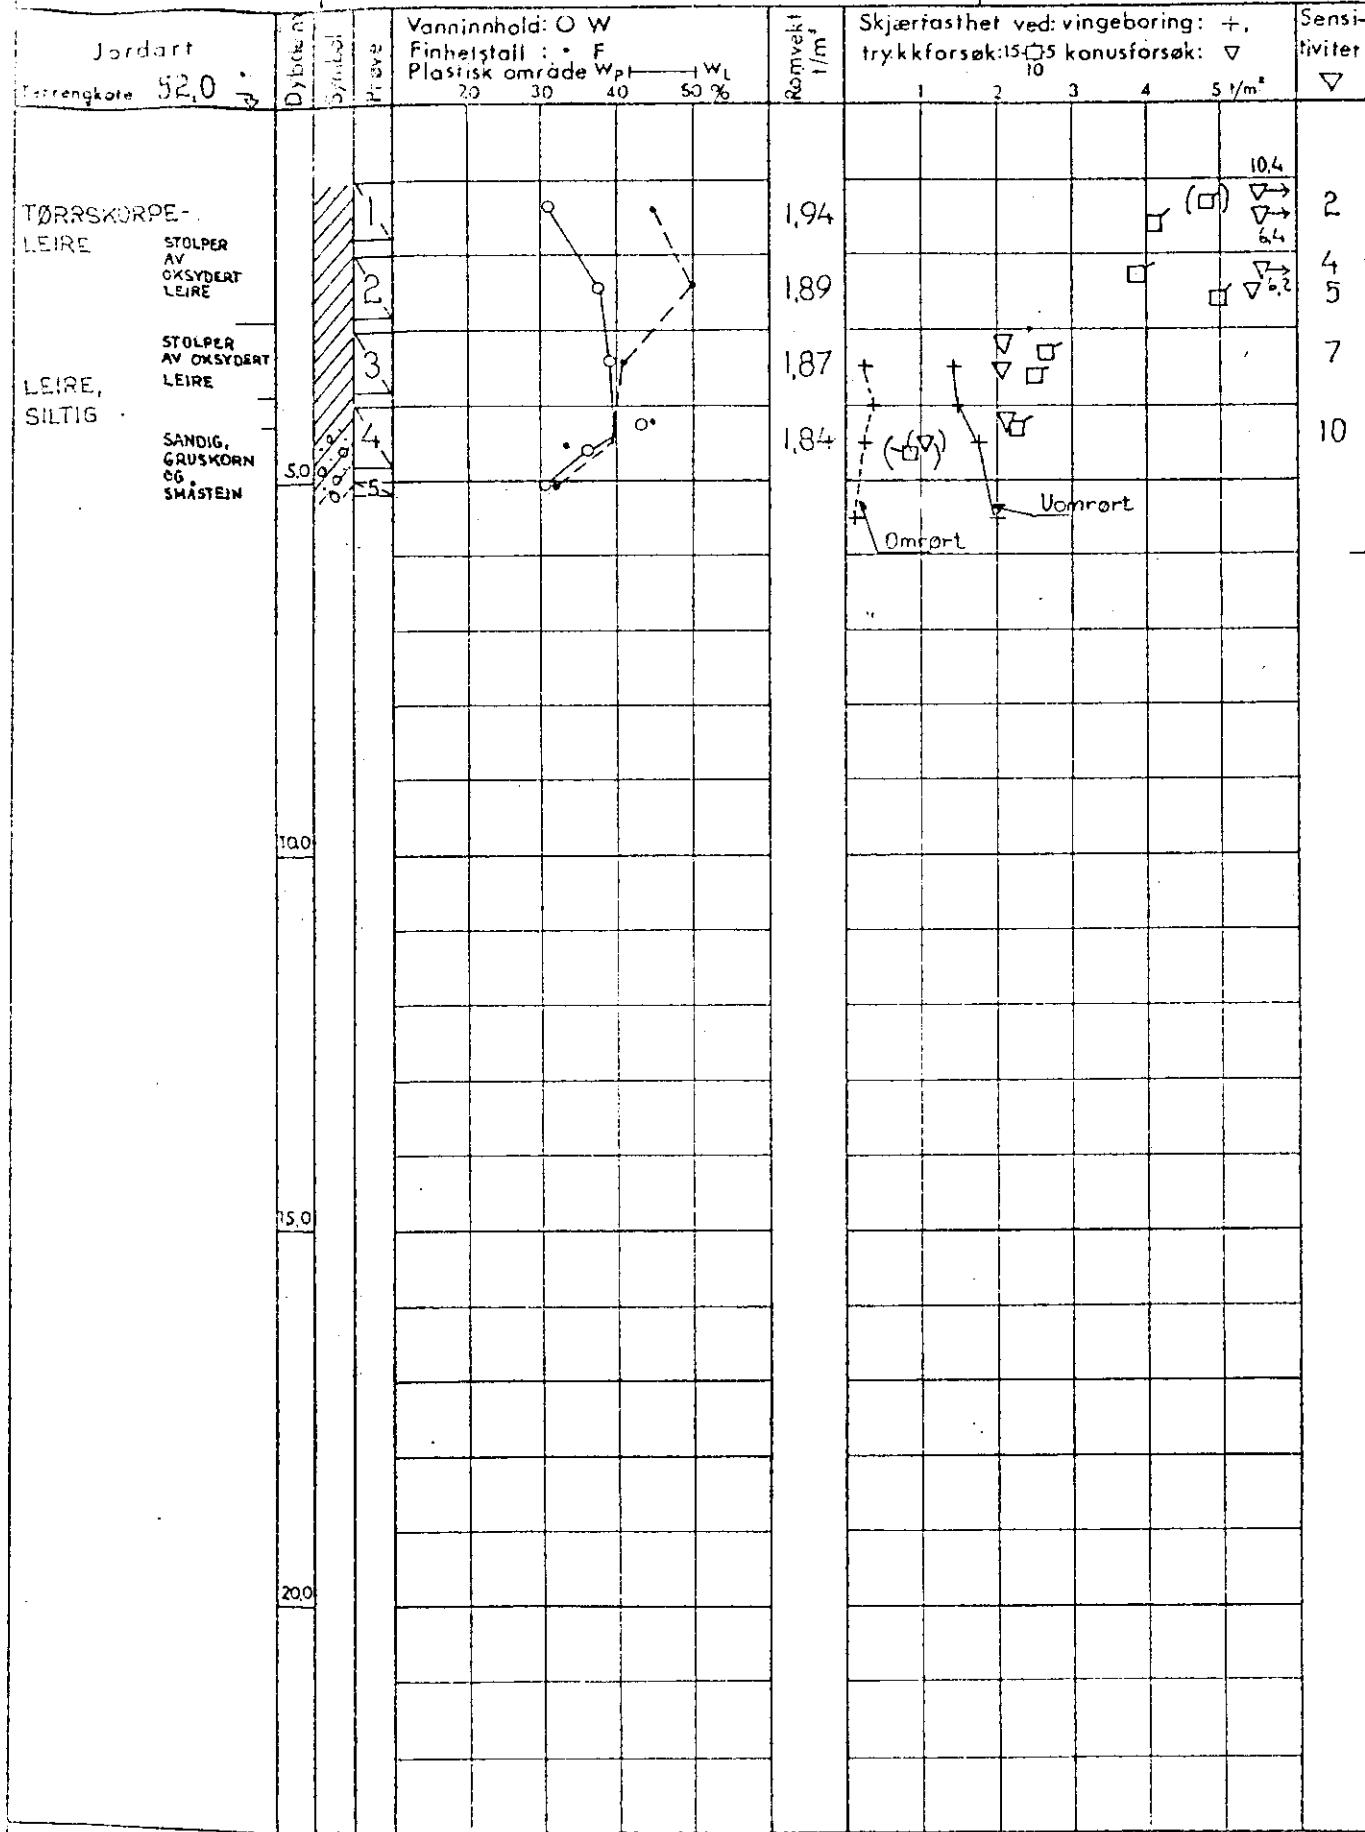 Jordart
Terrengkote 92,0
Dybde m
Symbol
Prøve
Vanninnhold: O W
Finhetstall : • F
Plastisk område Wp WL
20 30 40 50 %
Romvekt t/m³
Skjærfasthet ved: vingeboring: +,
trykkforsøk: 15 5 konusforsøk: ▽
10
1 2 3 4 5 t/m²
Sensi-
tivitet
▽
TØRRSKORPE-
LEIRE
STOLPER
AV
OKSYDERT
LEIRE
STOLPER
AV OKSYDERT
LEIRE
LEIRE,
SILTIG
SANDIG,
GRUSKORN
OG
SMÅSTEIN
1
2
3
4
5
5,0
10,0
15,0
20,0
1,94
1,89
1,87
1,84
10,4
6,4
6,2
2
4
5
7
10
Uomrørt
Omrørt